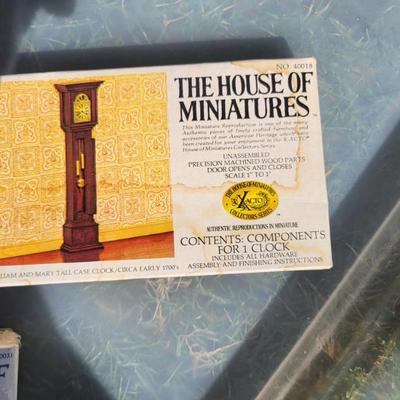 NO. 40018
THE HOUSE OF
MINIATURES™
This Miniature Reproduction is one of the many
Authentic pieces of finely crafted Furniture and
accessories of our American Heritage which have
been created for your enjoyment in the X-ACTO®
House of Miniatures Collectors Series.
UNASSEMBLED
PRECISION MACHINED WOOD PARTS
DOOR OPENS AND CLOSES
SCALE 1" TO 1'
THE HOUSE OF MINIATURES
X-ACTO
COLLECTORS SERIES
AUTHENTIC REPRODUCTIONS IN MINIATURE
CONTENTS: COMPONENTS
FOR 1 CLOCK
INCLUDES ALL HARDWARE
ASSEMBLY AND FINISHING INSTRUCTIONS
LIAM AND MARY TALL CASE CLOCK/CIRCA EARLY 1700's